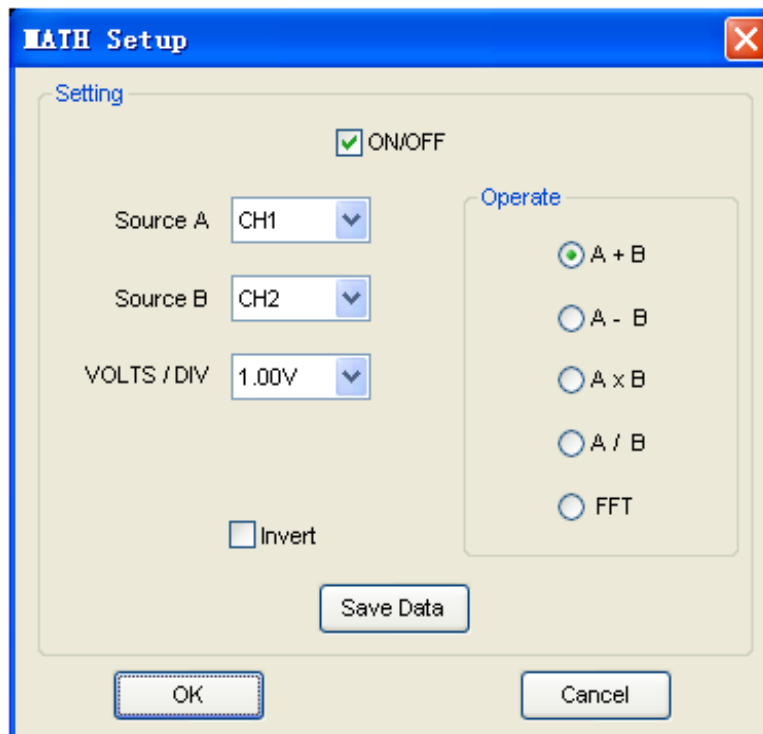 MATH Setup
Setting
ON/OFF
Source A CH1
Source B CH2
VOLTS / DIV 1.00V
Invert
Operate
A + B
A - B
A x B
A / B
FFT
Save Data
OK Cancel